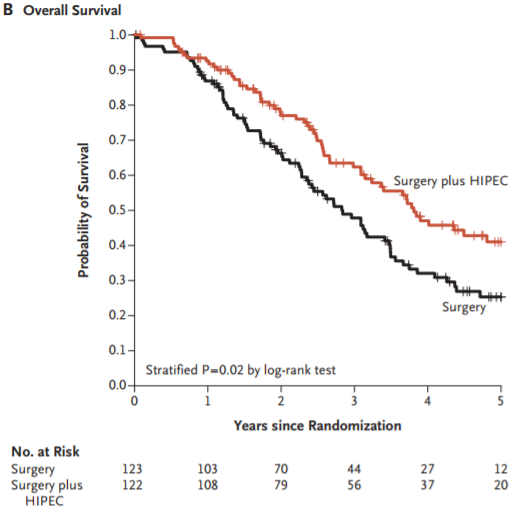 B Overall Survival
1.0
0.9
0.8
0.7
0.6
0.5
0.4
0.3
0.2
0.1
0.0
Probability of Survival
Surgery plus HIPEC
Surgery
Stratified P=0.02 by log-rank test
0 1 2 3 4 5
Years since Randomization
No. at Risk
Surgery 123 103 70 44 27 12
Surgery plus 122 108 79 56 37 20
HIPEC